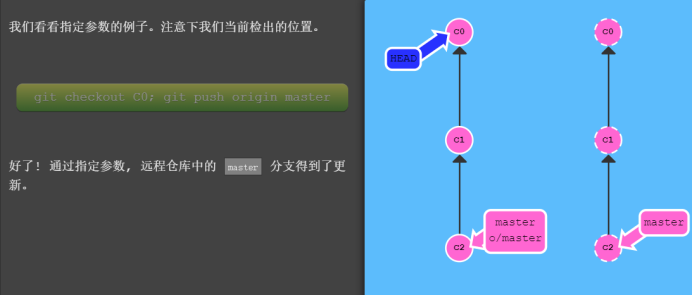 我们看看指定参数的例子。注意下我们当前检出的位置。
git checkout C0; git push origin master
好了！通过指定参数, 远程仓库中的 master 分支得到了更
新。
c0
HEAD
c1
master
o/master
c2
c0
c1
master
c2